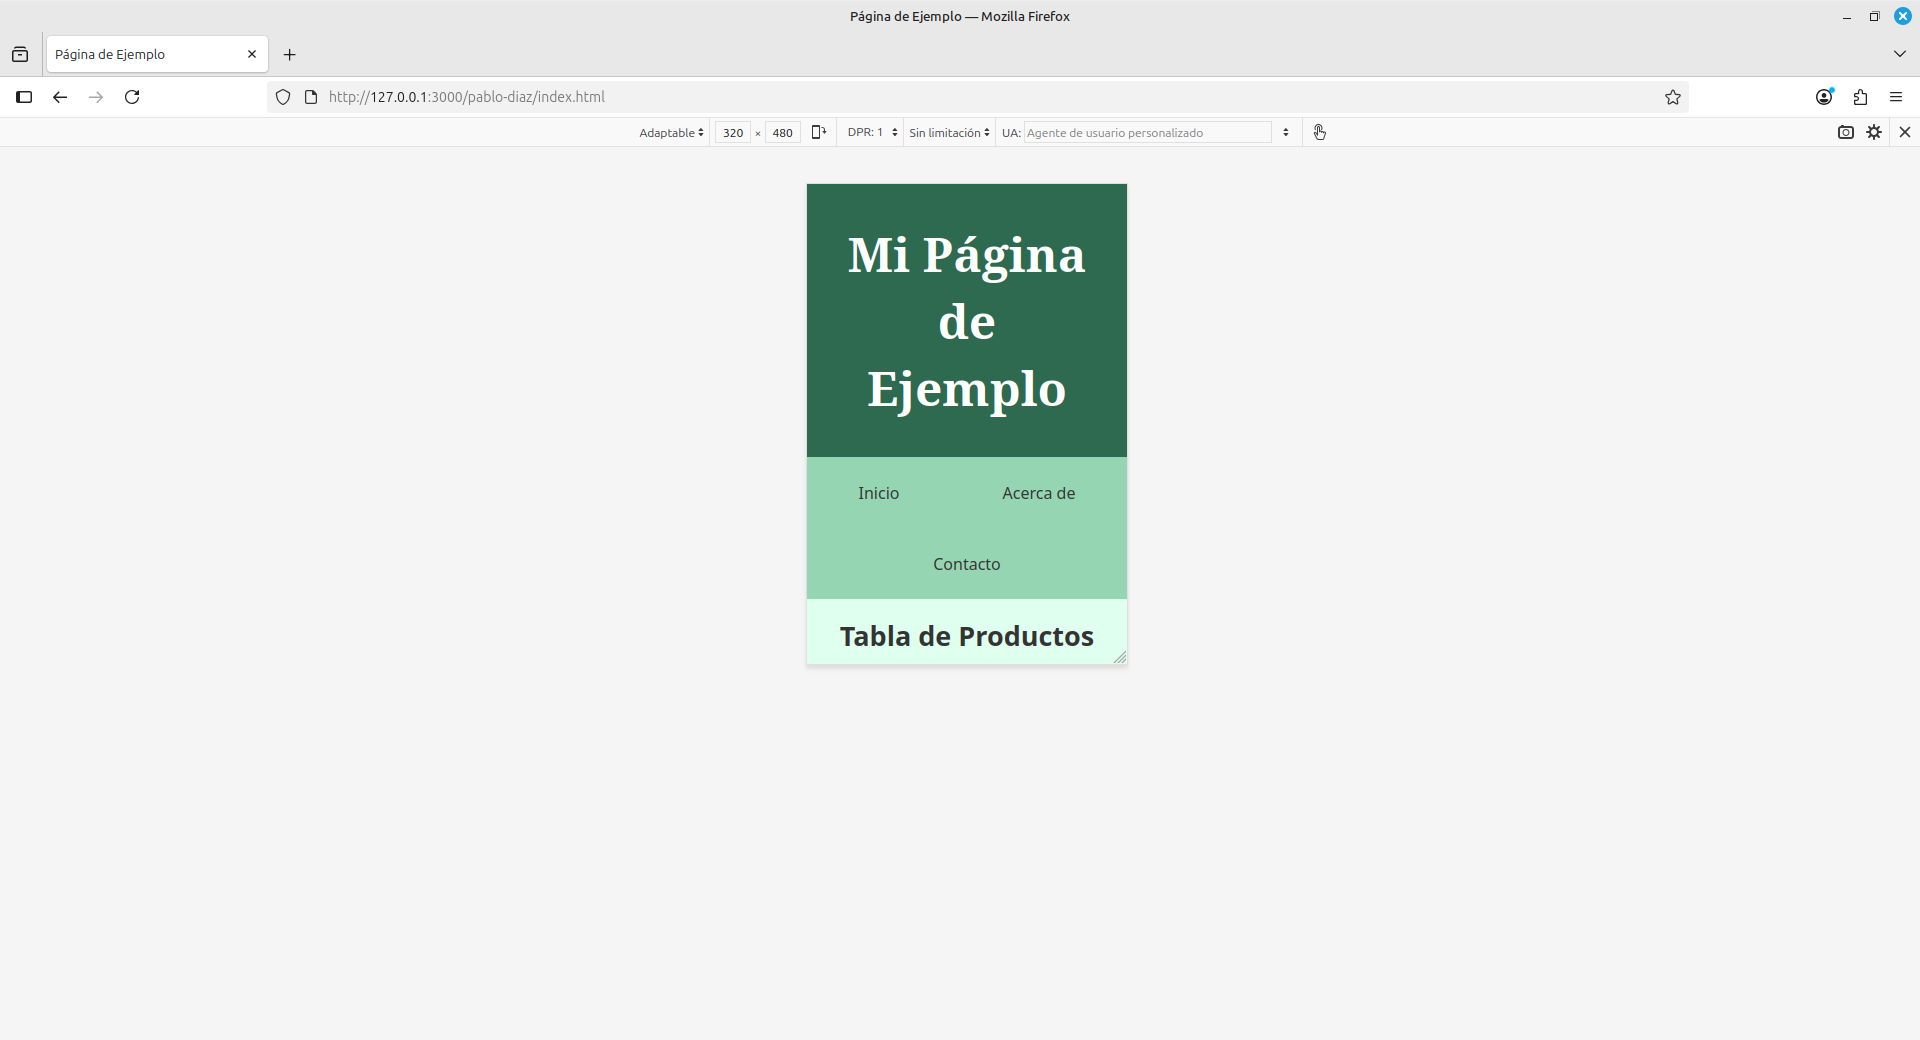 Página de Ejemplo — Mozilla Firefox
Página de Ejemplo
http://127.0.0.1:3000/pablo-diaz/index.html
Adaptable 320 × 480 DPR: 1 Sin limitación UA: Agente de usuario personalizado
Mi Página
de
Ejemplo
Inicio Acerca de
Contacto
Tabla de Productos